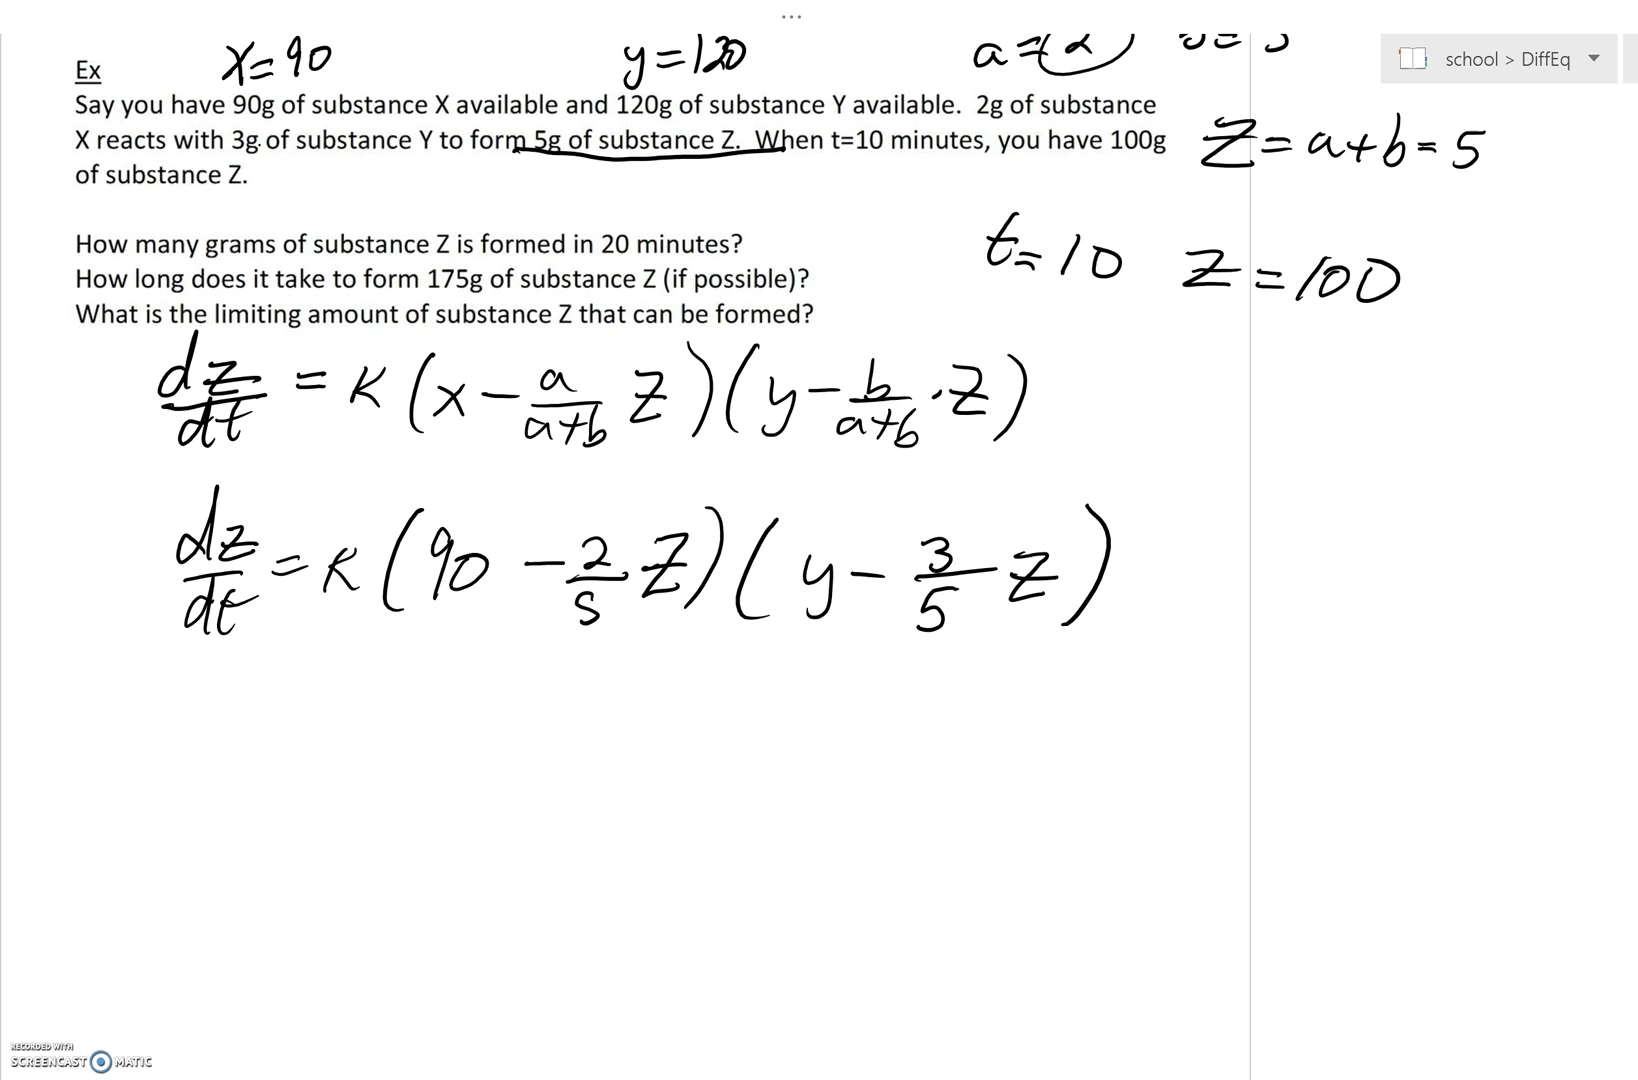 ...
x=90 y=120 a=2
school > DiffEq
Ex
Say you have 90g of substance X available and 120g of substance Y available. 2g of substance
X reacts with 3g of substance Y to form 5g of substance Z. When t=10 minutes, you have 100g
of substance Z.
Z=a+b=5
How many grams of substance Z is formed in 20 minutes?
How long does it take to form 175g of substance Z (if possible)?
What is the limiting amount of substance Z that can be formed?
t=10 Z=100
dz/dt = K(x-a/(a+b) Z)(y-b/(a+b)·Z)
dz/dt = K(90-2/5 Z)(y-3/5 Z)
RECORDED WITH
SCREENCAST MATIC